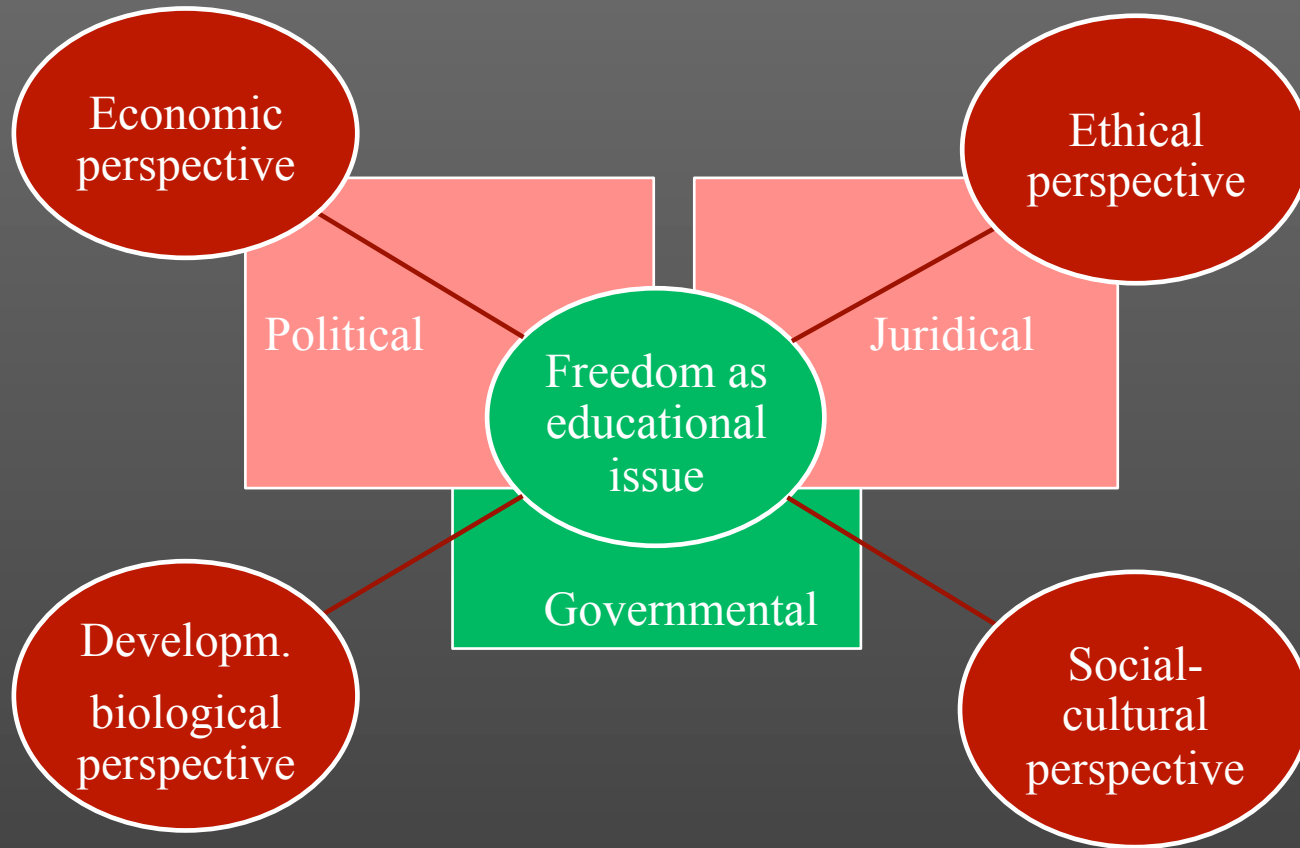 Economic
perspective
Ethical
perspective
Political
Juridical
Freedom as
educational
issue
Governmental
Developm.
biological
perspective
Social-
cultural
perspective